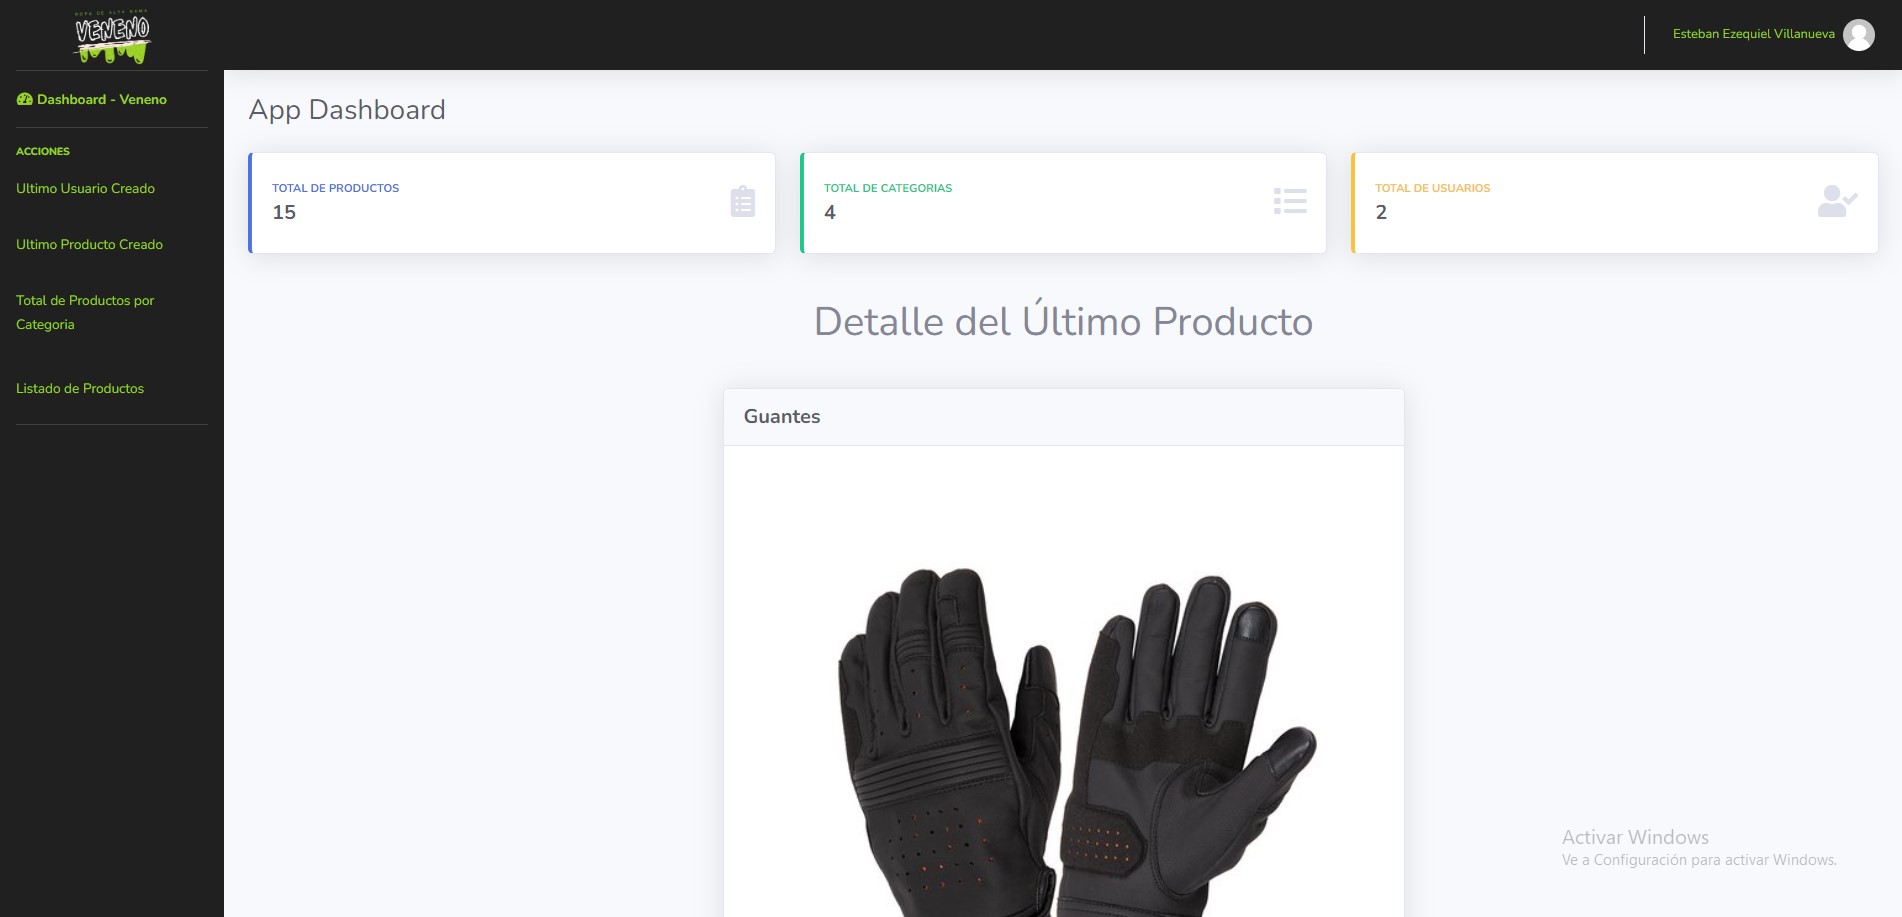 ROPA DE ALTA GAMA
VENENO
Esteban Ezequiel Villanueva
Dashboard - Veneno
ACCIONES
Ultimo Usuario Creado
Ultimo Producto Creado
Total de Productos por
Categoria
Listado de Productos
App Dashboard
TOTAL DE PRODUCTOS
15
TOTAL DE CATEGORIAS
4
TOTAL DE USUARIOS
2
Detalle del Último Producto
Guantes
Activar Windows
Ve a Configuración para activar Windows.